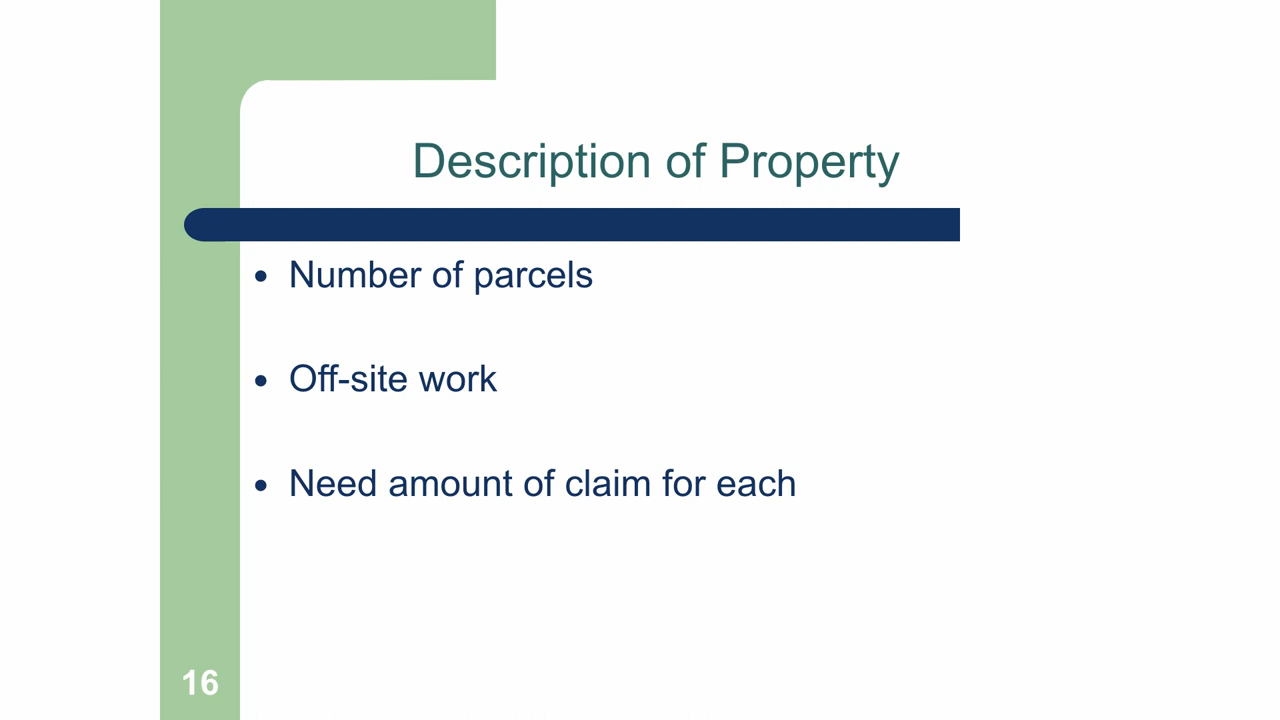 Description of Property
• Number of parcels
• Off-site work
• Need amount of claim for each
16